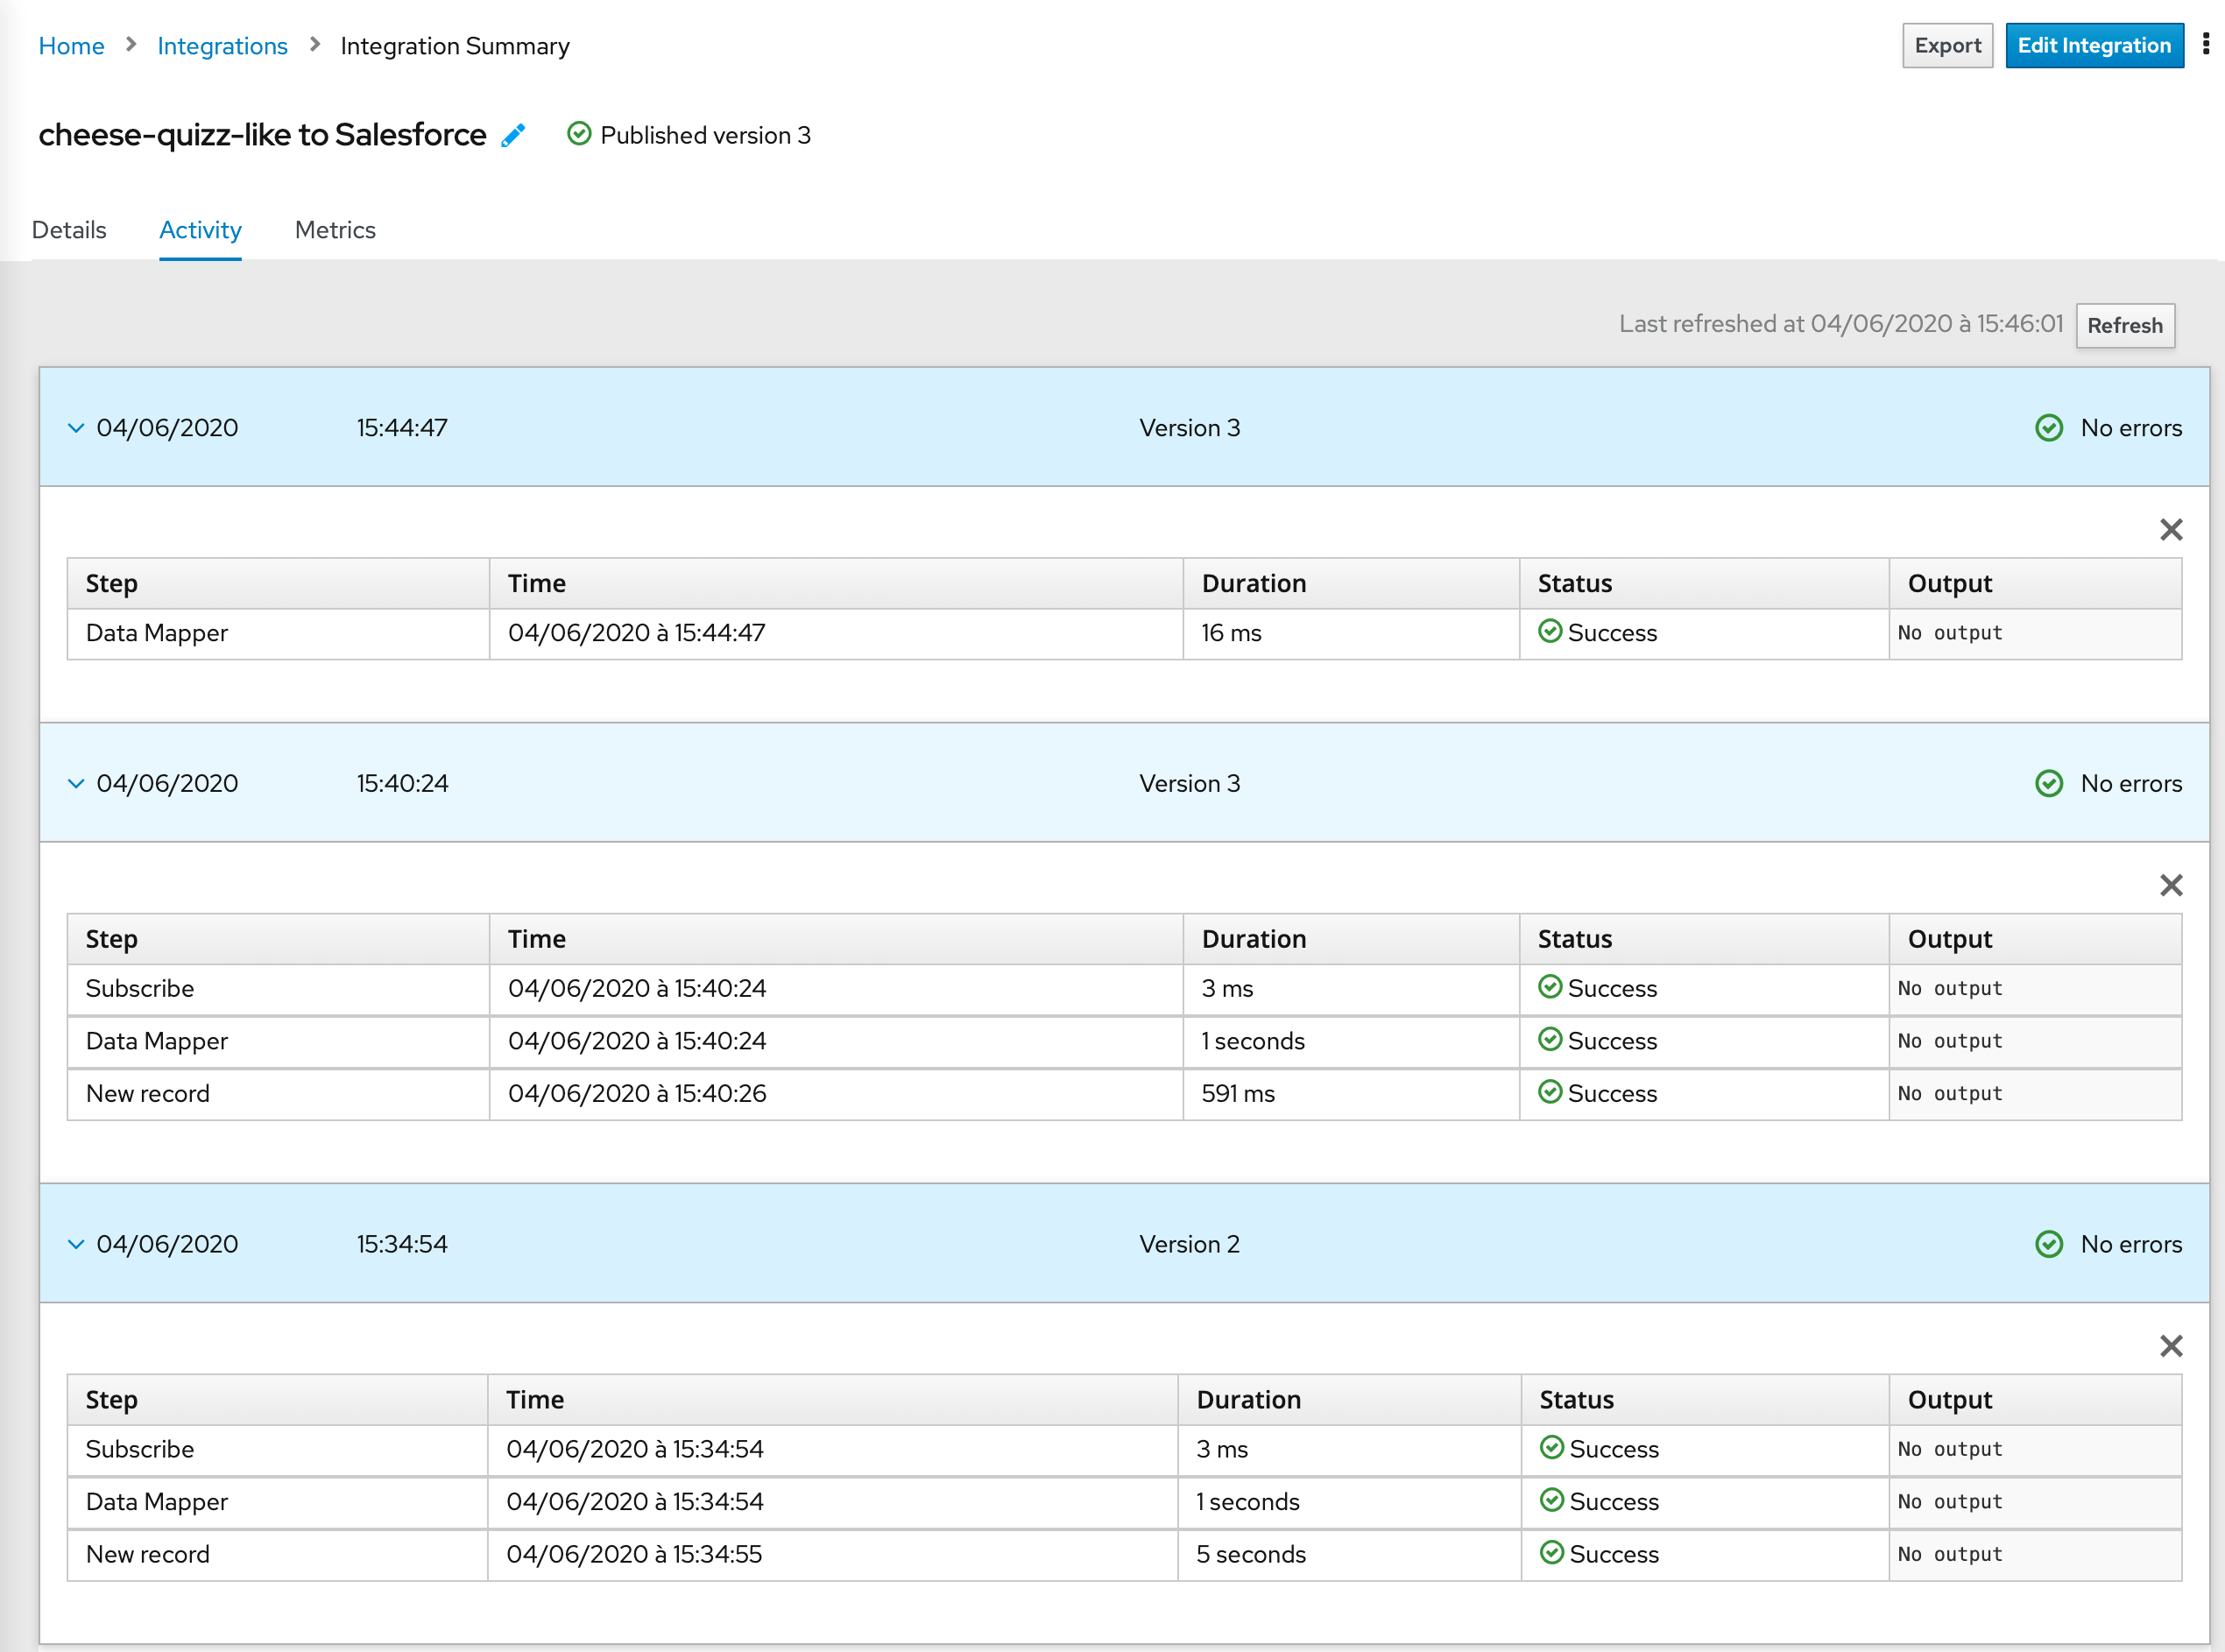 Home > Integrations > Integration Summary Export Edit Integration
cheese-quizz-like to Salesforce Published version 3
Details Activity Metrics
Last refreshed at 04/06/2020 à 15:46:01 Refresh
04/06/2020 15:44:47 Version 3 No errors
Step Time Duration Status Output
Data Mapper 04/06/2020 à 15:44:47 16 ms Success No output
04/06/2020 15:40:24 Version 3 No errors
Step Time Duration Status Output
Subscribe 04/06/2020 à 15:40:24 3 ms Success No output
Data Mapper 04/06/2020 à 15:40:24 1 seconds Success No output
New record 04/06/2020 à 15:40:26 591 ms Success No output
04/06/2020 15:34:54 Version 2 No errors
Step Time Duration Status Output
Subscribe 04/06/2020 à 15:34:54 3 ms Success No output
Data Mapper 04/06/2020 à 15:34:54 1 seconds Success No output
New record 04/06/2020 à 15:34:55 5 seconds Success No output